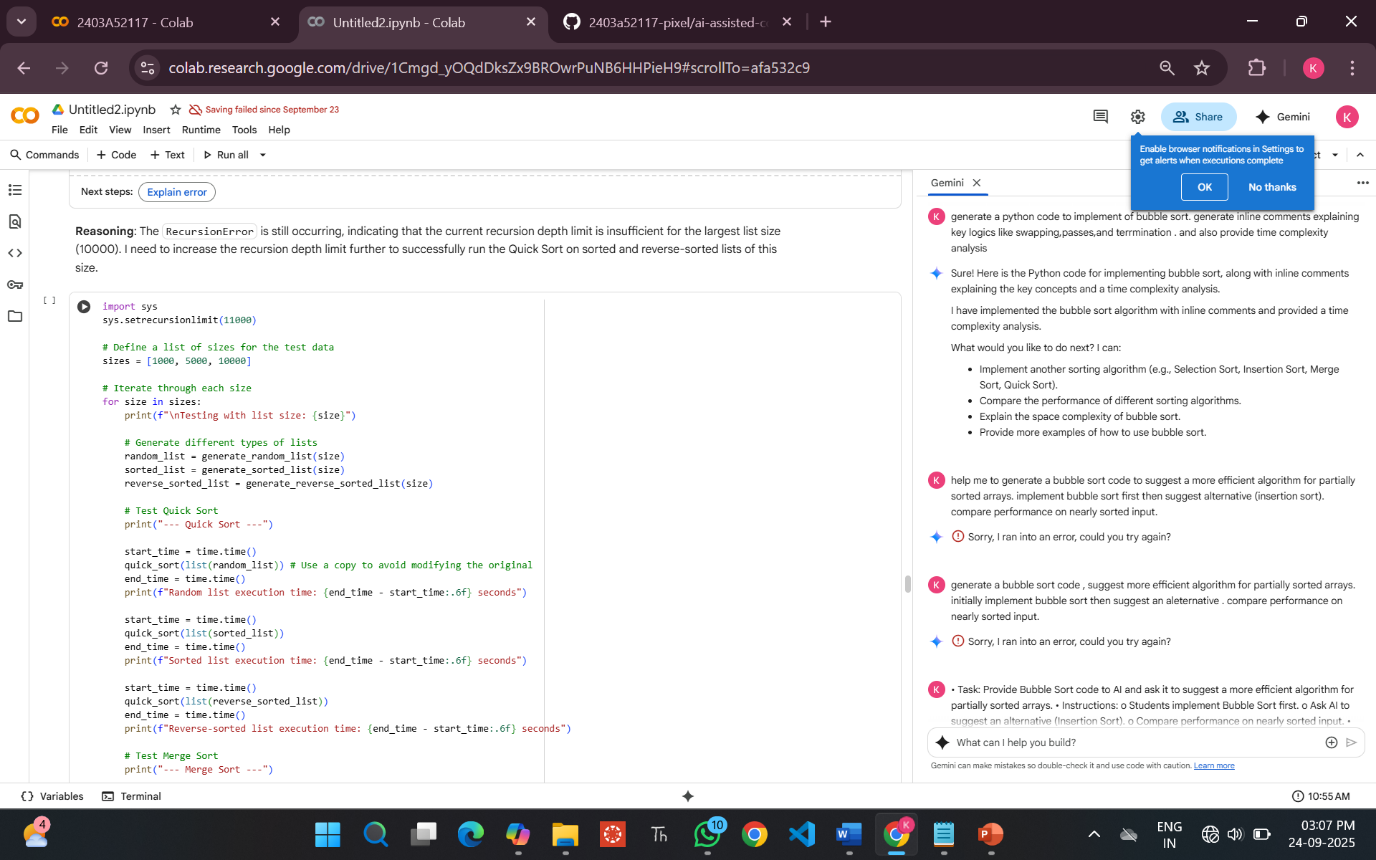 2403A52117 - Colab
Untitled2.ipynb - Colab
2403a52117-pixel/ai-assisted-c
colab.research.google.com/drive/1Cmgd_yOQdDksZx9BROwrPuNB6HHPieH9#scrollTo=afa532c9
K
Untitled2.ipynb
Saving failed since September 23
File Edit View Insert Runtime Tools Help
Share
Gemini
K
Commands + Code + Text Run all
Enable browser notifications in Settings to
get alerts when executions complete
OK No thanks
Next steps: Explain error
Reasoning: The RecursionError is still occurring, indicating that the current recursion depth limit is insufficient for the largest list size
(10000). I need to increase the recursion depth limit further to successfully run the Quick Sort on sorted and reverse-sorted lists of this
size.
[ ]
import sys
sys.setrecursionlimit(11000)
# Define a list of sizes for the test data
sizes = [1000, 5000, 10000]
# Iterate through each size
for size in sizes:
print(f"\nTesting with list size: {size}")
# Generate different types of lists
random_list = generate_random_list(size)
sorted_list = generate_sorted_list(size)
reverse_sorted_list = generate_reverse_sorted_list(size)
# Test Quick Sort
print("--- Quick Sort ---")
start_time = time.time()
quick_sort(list(random_list)) # Use a copy to avoid modifying the original
end_time = time.time()
print(f"Random list execution time: {end_time - start_time:.6f} seconds")
start_time = time.time()
quick_sort(list(sorted_list))
end_time = time.time()
print(f"Sorted list execution time: {end_time - start_time:.6f} seconds")
start_time = time.time()
quick_sort(list(reverse_sorted_list))
end_time = time.time()
print(f"Reverse-sorted list execution time: {end_time - start_time:.6f} seconds")
# Test Merge Sort
print("--- Merge Sort ---")
Gemini
K
generate a python code to implement of bubble sort. generate inline comments explaining
key logics like swapping,passes,and terrmination . and also provide time complexity
analysis
Sure! Here is the Python code for implementing bubble sort, along with inline comments
explaining the key concepts and a time complexity analysis.
I have implemented the bubble sort algorithm with inline comments and provided a time
complexity analysis.
What would you like to do next? I can:
• Implement another sorting algorithm (e.g., Selection Sort, Insertion Sort, Merge
Sort, Quick Sort).
• Compare the performance of different sorting algorithms.
• Explain the space complexity of bubble sort.
• Provide more examples of how to use bubble sort.
K
help me to generate a bubble sort code to suggest a more efficient algorithm for partially
sorted arrays. implement bubble sort first then suggest alternative (insertion sort).
compare performance on nearly sorted input.
Sorry, I ran into an error, could you try again?
K
generate a bubble sort code , suggest more efficient algorithm for partially sorted arrays.
initially implement bubble sort then suggest an aleternative . compare performance on
nearly sorted input.
Sorry, I ran into an error, could you try again?
K
• Task: Provide Bubble Sort code to AI and ask it to suggest a more efficient algorithm for
partially sorted arrays. • Instructions: o Students implement Bubble Sort first. o Ask AI to
suggest an alternative (Insertion Sort). o Compare performance on nearly sorted input. •
What can I help you build?
Gemini can make mistakes so double-check it and use code with caution. Learn more
Variables Terminal
10:55 AM
4
Th
10
K
ENG
IN
03:07 PM
24-09-2025